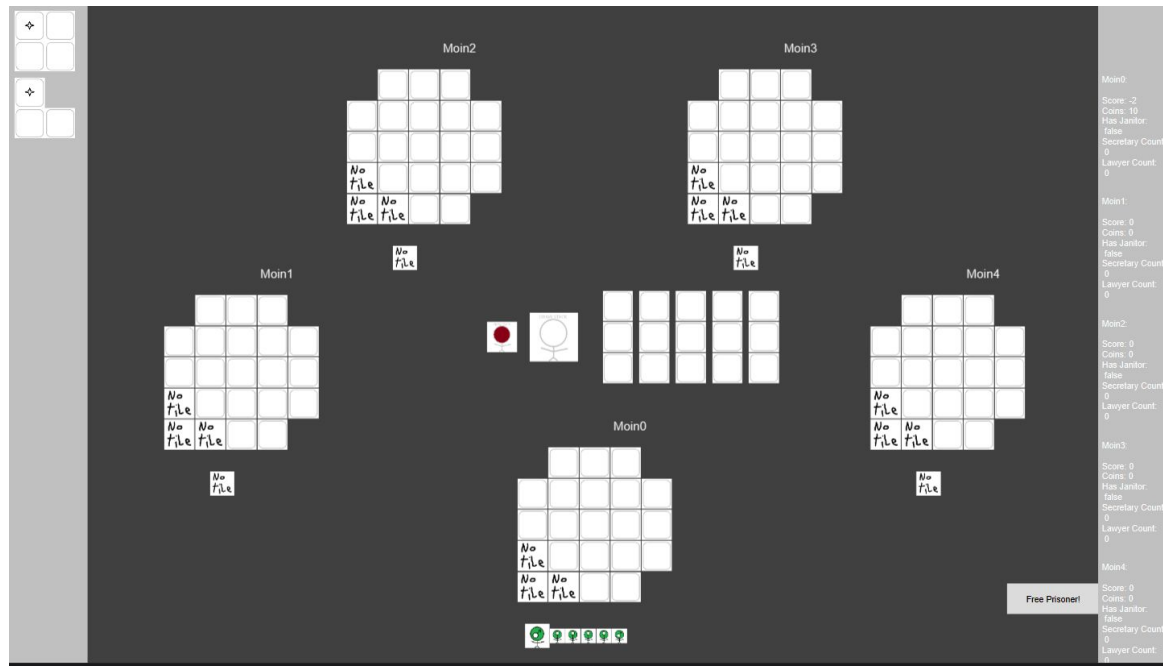 Moin2
Moin3
No
tile
No
tile
No
tile
No
tile
No
tile
No
tile
No
tile
No
tile
Moin1
Moin4
No
tile
No
tile
No
tile
No
tile
No
tile
No
tile
Moin0
No
tile
No
tile
No
tile
No
tile
No
tile
Free Prisoner!
Moin0:
Score: -2
Coins: 10
Has Janitor:
false
Secretary Count:
0
Lawyer Count:
0
Moin1:
Score: 0
Coins: 0
Has Janitor:
false
Secretary Count:
0
Lawyer Count:
0
Moin2:
Score: 0
Coins: 0
Has Janitor:
false
Secretary Count:
0
Lawyer Count:
0
Moin3:
Score: 0
Coins: 0
Has Janitor:
false
Secretary Count:
0
Lawyer Count:
0
Moin4:
Score: 0
Coins: 0
Has Janitor:
false
Secretary Count:
0